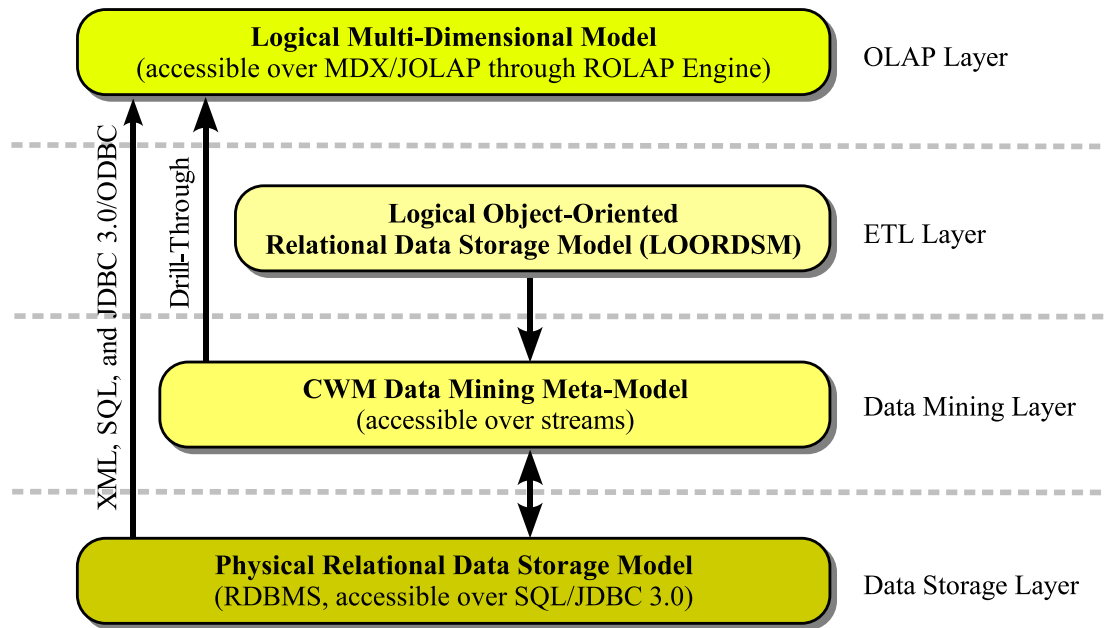 Logical Multi-Dimensional Model
(accessible over MDX/JOLAP through ROLAP Engine)
OLAP Layer
XML, SQL, and JDBC 3.0/ODBC
Drill-Through
Logical Object-Oriented
Relational Data Storage Model (LOORDSM)
ETL Layer
CWM Data Mining Meta-Model
(accessible over streams)
Data Mining Layer
Physical Relational Data Storage Model
(RDBMS, accessible over SQL/JDBC 3.0)
Data Storage Layer